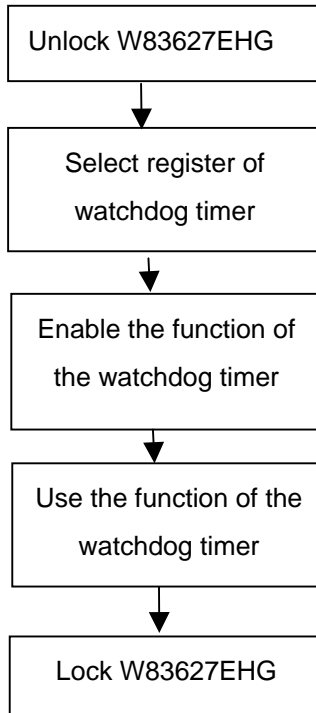 Unlock W83627EHG
Select register of
watchdog timer
Enable the function of
the watchdog timer
Use the function of the
watchdog timer
Lock W83627EHG